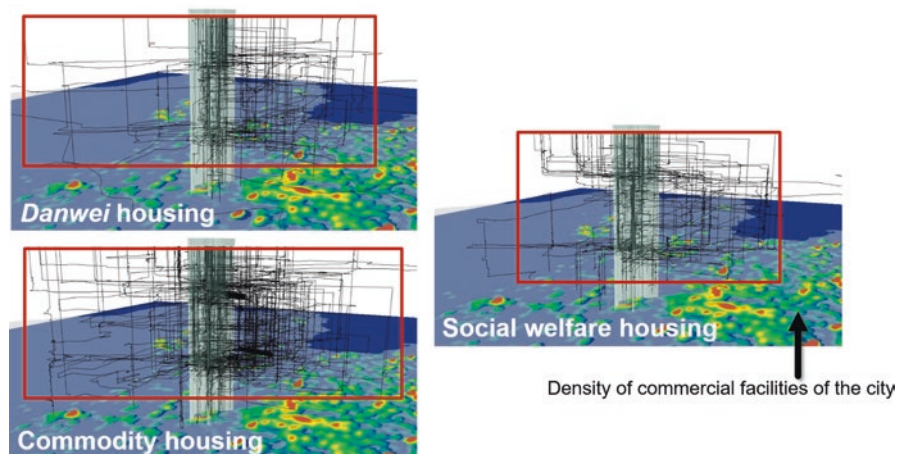 Danwei housing
Commodity housing
Social welfare housing
Density of commercial facilities of the city